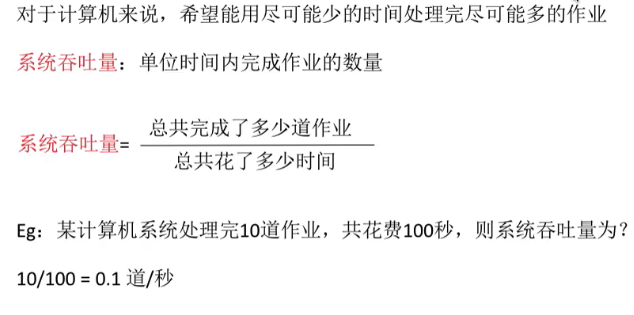 对于计算机来说，希望能用尽可能少的时间处理完尽可能多的作业
系统吞吐量：单位时间内完成作业的数量
总共完成了多少道作业
系统吞吐量=
总共花了多少时间
Eg：某计算机系统处理完10道作业，共花费100秒，则系统吞吐量为？
10/100 = 0.1 道/秒